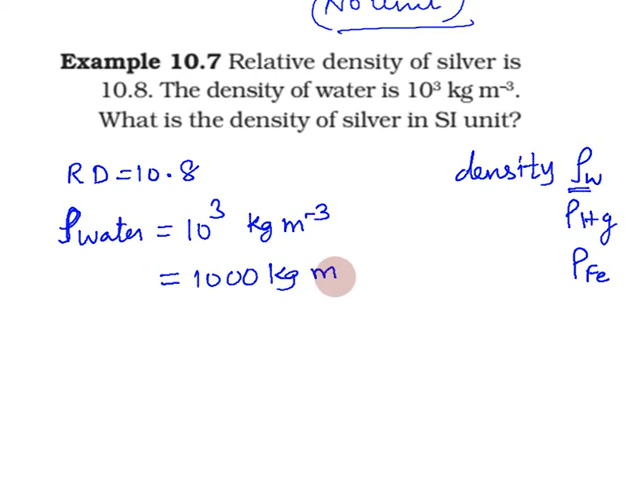 (No unit)
Example 10.7 Relative density of silver is
10.8. The density of water is 10³ kg m⁻³.
What is the density of silver in SI unit?
RD = 10.8
density ρw
ρwater = 10³ kg m⁻³
ρHg
= 1000 kg m
ρFe